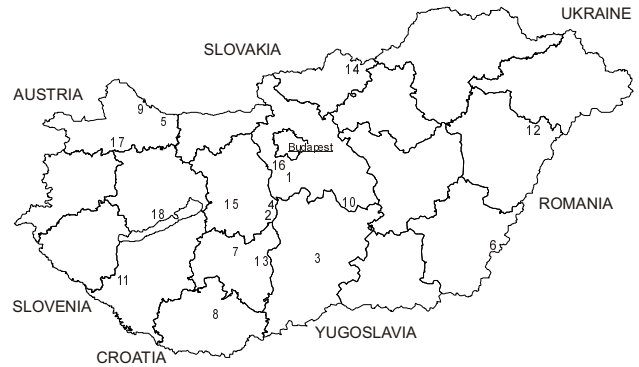 UKRAINE
SLOVAKIA
14
AUSTRIA
9
5
12
17
Budapest
16
1
18
15
4
2
10
ROMANIA
7
13
3
6
11
SLOVENIA
8
YUGOSLAVIA
CROATIA